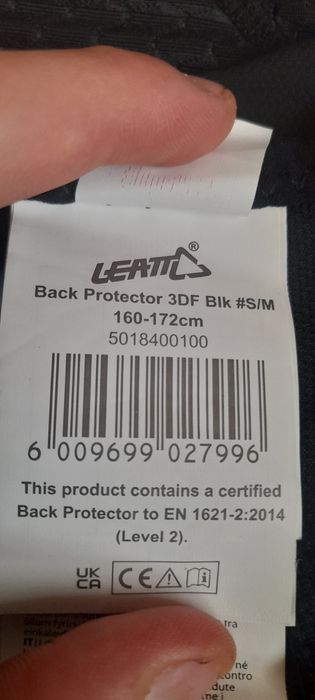 LEATT®
Back Protector 3DF Blk #S/M
160-172cm
5018400100
6 009699 027996
This product contains a certified
Back Protector to EN 1621-2:2014
(Level 2).
UK CA CE